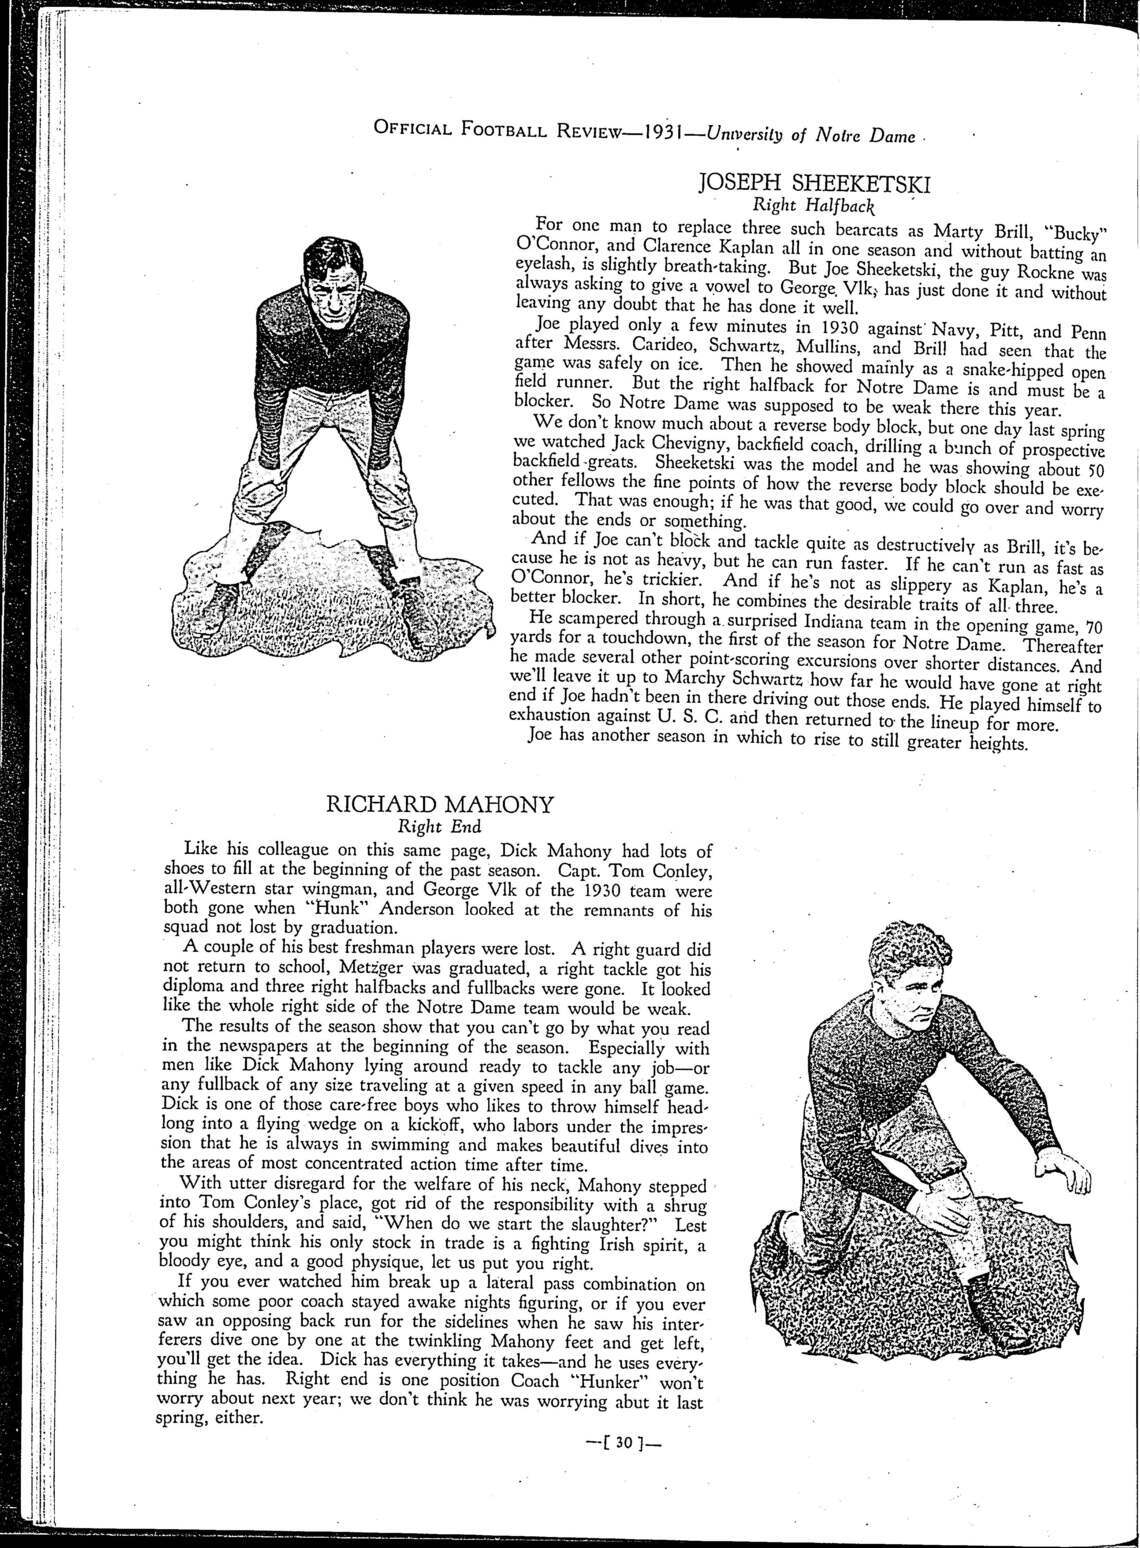 OFFICIAL FOOTBALL REVIEW—1931—University of Notre Dame
JOSEPH SHEEKETSKI
Right Halfback
For one man to replace three such bearcats as Marty Brill, "Bucky"
O'Connor, and Clarence Kaplan all in one season and without batting an
eyelash, is slightly breath-taking. But Joe Sheeketski, the guy Rockne was
always asking to give a vowel to George Vlk, has just done it and without
leaving any doubt that he has done it well.
Joe played only a few minutes in 1930 against Navy, Pitt, and Penn
after Messrs. Carideo, Schwartz, Mullins, and Brill had seen that the
game was safely on ice. Then he showed mainly as a snake-hipped open
field runner. But the right halfback for Notre Dame is and must be a
blocker. So Notre Dame was supposed to be weak there this year.
We don't know much about a reverse body block, but one day last spring
we watched Jack Chevigny, backfield coach, drilling a bunch of prospective
backfield greats. Sheeketski was the model and he was showing about 50
other fellows the fine points of how the reverse body block should be exe-
cuted. That was enough; if he was that good, we could go over and worry
about the ends or something.
And if Joe can't block and tackle quite as destructively as Brill, it's be-
cause he is not as heavy, but he can run faster. If he can't run as fast as
O'Connor, he's trickier. And if he's not as slippery as Kaplan, he's a
better blocker. In short, he combines the desirable traits of all three.
He scampered through a surprised Indiana team in the opening game, 70
yards for a touchdown, the first of the season for Notre Dame. Thereafter
he made several other point-scoring excursions over shorter distances. And
we'll leave it up to Marchy Schwartz how far he would have gone at right
end if Joe hadn't been in there driving out those ends. He played himself to
exhaustion against U. S. C. and then returned to the lineup for more.
Joe has another season in which to rise to still greater heights.
RICHARD MAHONY
Right End
Like his colleague on this same page, Dick Mahony had lots of
shoes to fill at the beginning of the past season. Capt. Tom Conley,
all-Western star wingman, and George Vlk of the 1930 team were
both gone when "Hunk" Anderson looked at the remnants of his
squad not lost by graduation.
A couple of his best freshman players were lost. A right guard did
not return to school, Metzger was graduated, a right tackle got his
diploma and three right halfbacks and fullbacks were gone. It looked
like the whole right side of the Notre Dame team would be weak.
The results of the season show that you can't go by what you read
in the newspapers at the beginning of the season. Especially with
men like Dick Mahony lying around ready to tackle any job—or
any fullback of any size traveling at a given speed in any ball game.
Dick is one of those care-free boys who likes to throw himself head-
long into a flying wedge on a kickoff, who labors under the impres-
sion that he is always in swimming and makes beautiful dives into
the areas of most concentrated action time after time.
With utter disregard for the welfare of his neck, Mahony stepped
into Tom Conley's place, got rid of the responsibility with a shrug
of his shoulders, and said, "When do we start the slaughter?" Lest
you might think his only stock in trade is a fighting Irish spirit, a
bloody eye, and a good physique, let us put you right.
If you ever watched him break up a lateral pass combination on
which some poor coach stayed awake nights figuring, or if you ever
saw an opposing back run for the sidelines when he saw his inter-
ferers dive one by one at the twinkling Mahony feet and get left,
you'll get the idea. Dick has everything it takes—and he uses every-
thing he has. Right end is one position Coach "Hunker" won't
worry about next year; we don't think he was worrying abut it last
spring, either.
—[ 30 ]—